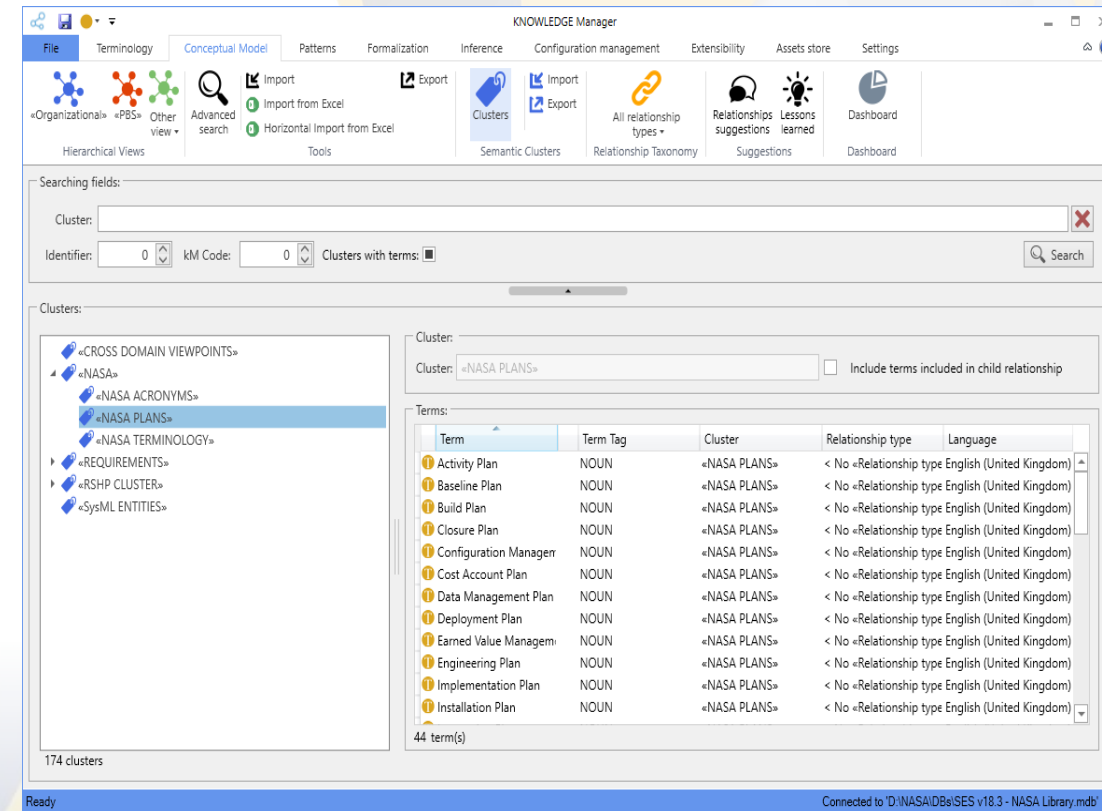 KNOWLEDGE Manager
File Terminology Conceptual Model Patterns Formalization Inference Configuration management Extensibility Assets store Settings
«Organizational» «PBS» Other view Advanced search Import Import from Excel Horizontal Import from Excel Export Clusters Import Export All relationship types Relationships suggestions Lessons learned Dashboard
Hierarchical Views Tools Semantic Clusters Relationship Taxonomy Suggestions Dashboard
Searching fields:
Cluster:
Identifier: 0 kM Code: 0 Clusters with terms: Search
Clusters:
«CROSS DOMAIN VIEWPOINTS»
«NASA»
«NASA ACRONYMS»
«NASA PLANS»
«NASA TERMINOLOGY»
«REQUIREMENTS»
«RSHP CLUSTER»
«SysML ENTITIES»
174 clusters
Cluster:
Cluster: «NASA PLANS» Include terms included in child relationship
Terms:
Term Term Tag Cluster Relationship type Language
Activity Plan NOUN «NASA PLANS» < No «Relationship type English (United Kingdom)
Baseline Plan NOUN «NASA PLANS» < No «Relationship type English (United Kingdom)
Build Plan NOUN «NASA PLANS» < No «Relationship type English (United Kingdom)
Closure Plan NOUN «NASA PLANS» < No «Relationship type English (United Kingdom)
Configuration Managem NOUN «NASA PLANS» < No «Relationship type English (United Kingdom)
Cost Account Plan NOUN «NASA PLANS» < No «Relationship type English (United Kingdom)
Data Management Plan NOUN «NASA PLANS» < No «Relationship type English (United Kingdom)
Deployment Plan NOUN «NASA PLANS» < No «Relationship type English (United Kingdom)
Earned Value Managem NOUN «NASA PLANS» < No «Relationship type English (United Kingdom)
Engineering Plan NOUN «NASA PLANS» < No «Relationship type English (United Kingdom)
Implementation Plan NOUN «NASA PLANS» < No «Relationship type English (United Kingdom)
Installation Plan NOUN «NASA PLANS» < No «Relationship type English (United Kingdom)
44 term(s)
Ready Connected to 'D:\NASA\DBs\SES v18.3 - NASA Library.mdb'